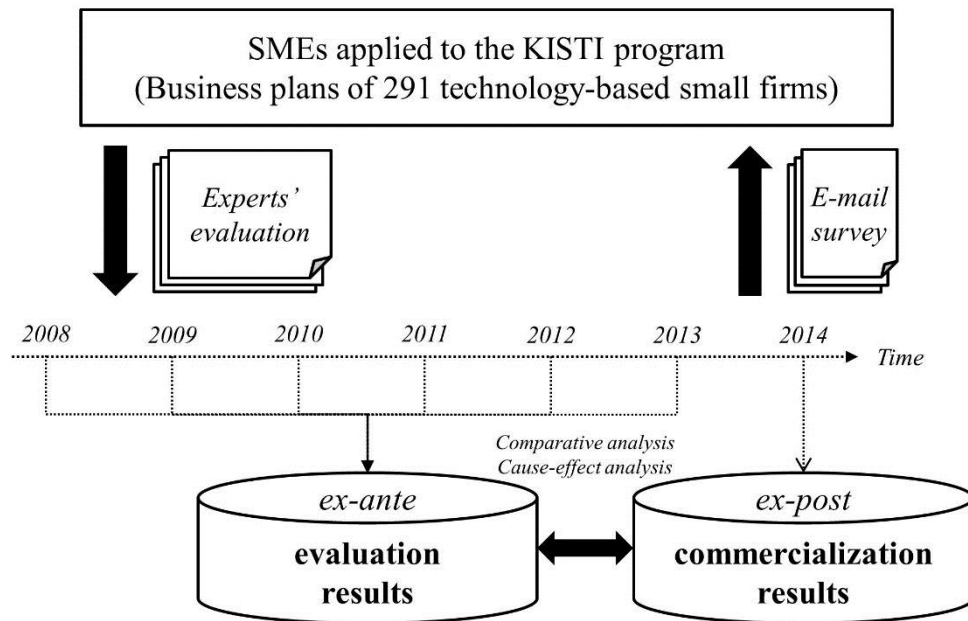 SMEs applied to the KISTI program
(Business plans of 291 technology-based small firms)
Experts’
evaluation
E-mail
survey
2008 2009 2010 2011 2012 2013 2014
Time
Comparative analysis
Cause-effect analysis
ex-ante
evaluation
results
ex-post
commercialization
results